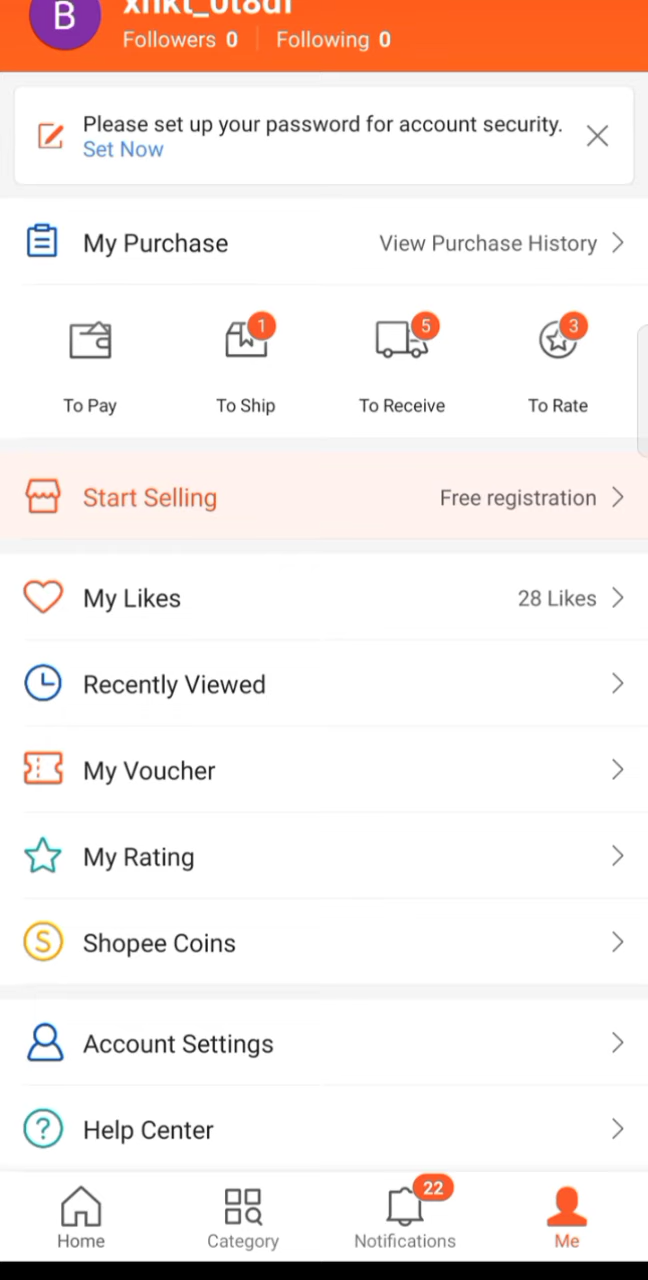 B
Followers 0 Following 0
Please set up your password for account security.
Set Now
My Purchase View Purchase History
1 5 3
To Pay To Ship To Receive To Rate
Start Selling Free registration
My Likes 28 Likes
Recently Viewed
My Voucher
My Rating
S Shopee Coins
Account Settings
? Help Center
22
Home Category Notifications Me